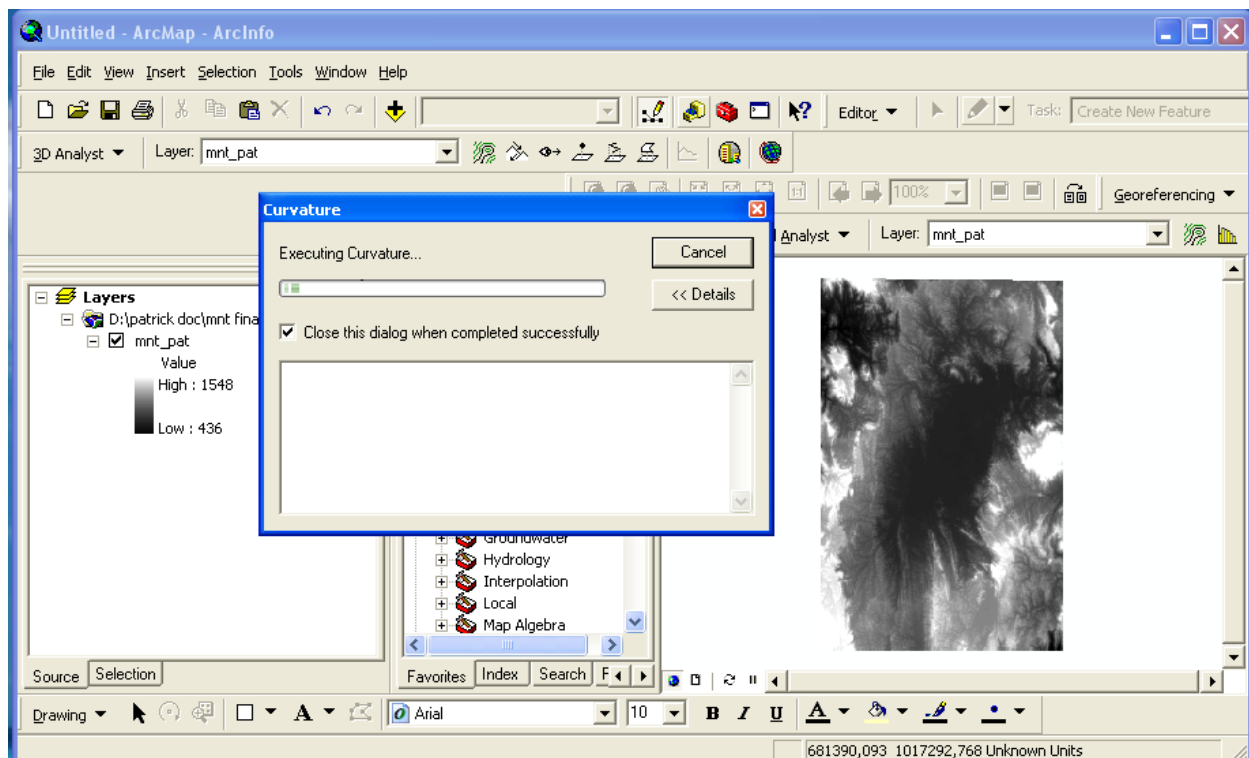 Untitled - ArcMap - ArcInfo
File Edit View Insert Selection Tools Window Help
Editor Task: Create New Feature
3D Analyst Layer: mnt_pat
100% Georeferencing
Analyst Layer: mnt_pat
Curvature
Executing Curvature...
Cancel
<< Details
Close this dialog when completed successfully
Layers
D:\patrick doc\mnt fina
mnt_pat
Value
High : 1548
Low : 436
Groundwater
Hydrology
Interpolation
Local
Map Algebra
Source Selection
Favorites Index Search
Drawing A Arial 10 B I U A
681390,093 1017292,768 Unknown Units